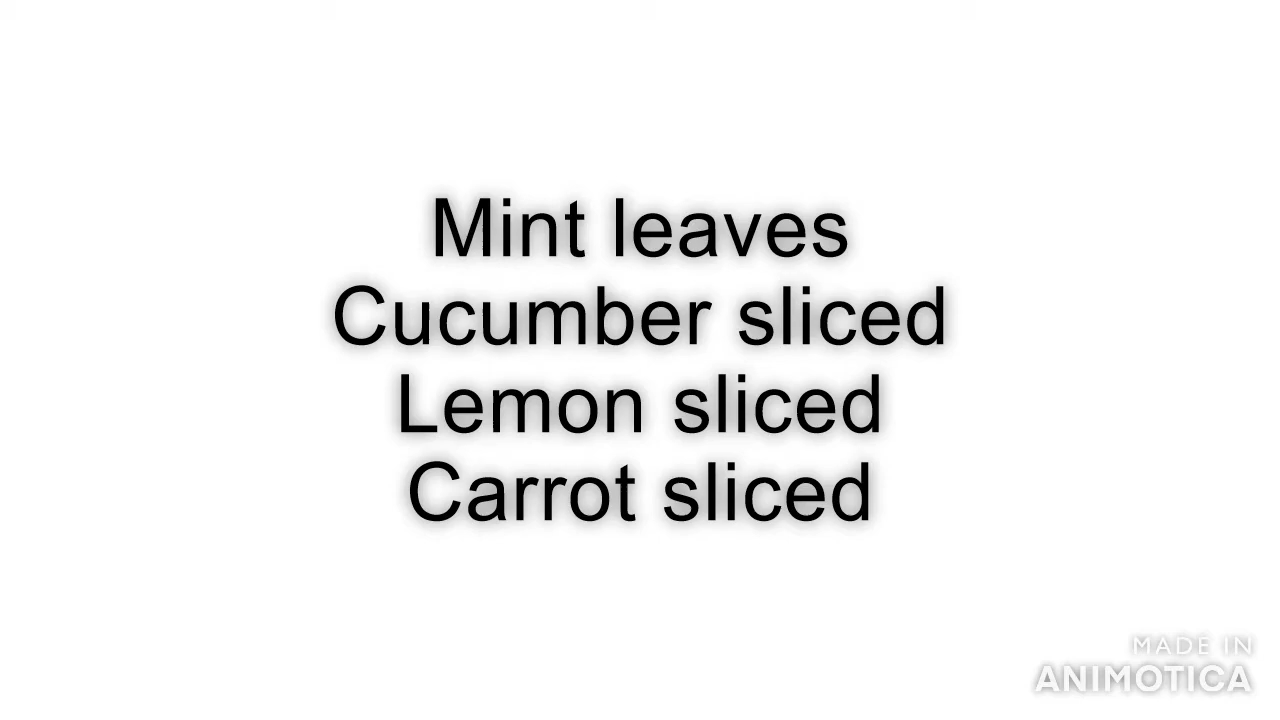 Mint leaves
Cucumber sliced
Lemon sliced
Carrot sliced
MADE IN
ANIMOTICA